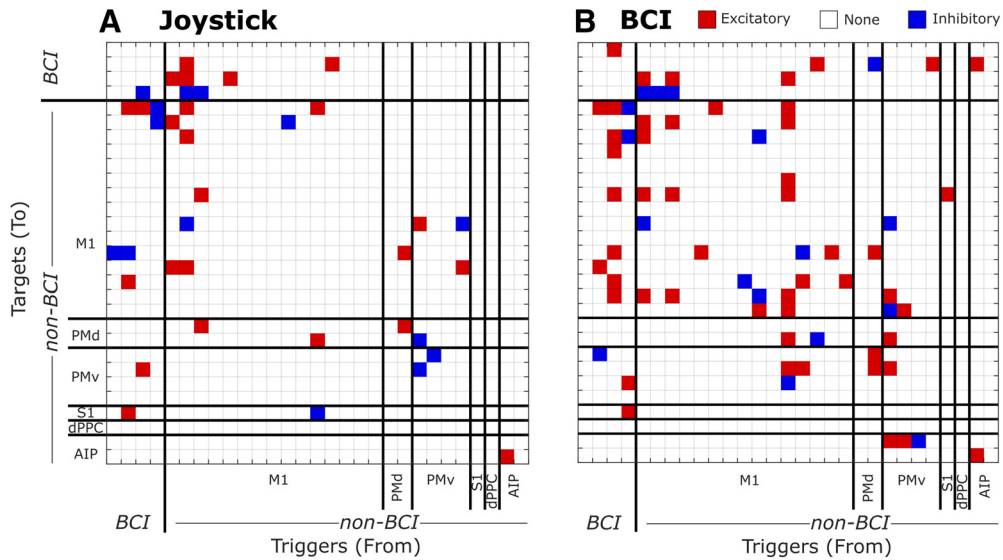 A Joystick
B BCI
Excitatory
None
Inhibitory
Targets (To)
BCI
non-BCI
M1
PMd
PMv
S1
dPPC
AIP
M1
PMd
PMv
S1
dPPC
AIP
BCI
non-BCI
Triggers (From)
M1
PMd
PMv
S1
dPPC
AIP
BCI
non-BCI
Triggers (From)